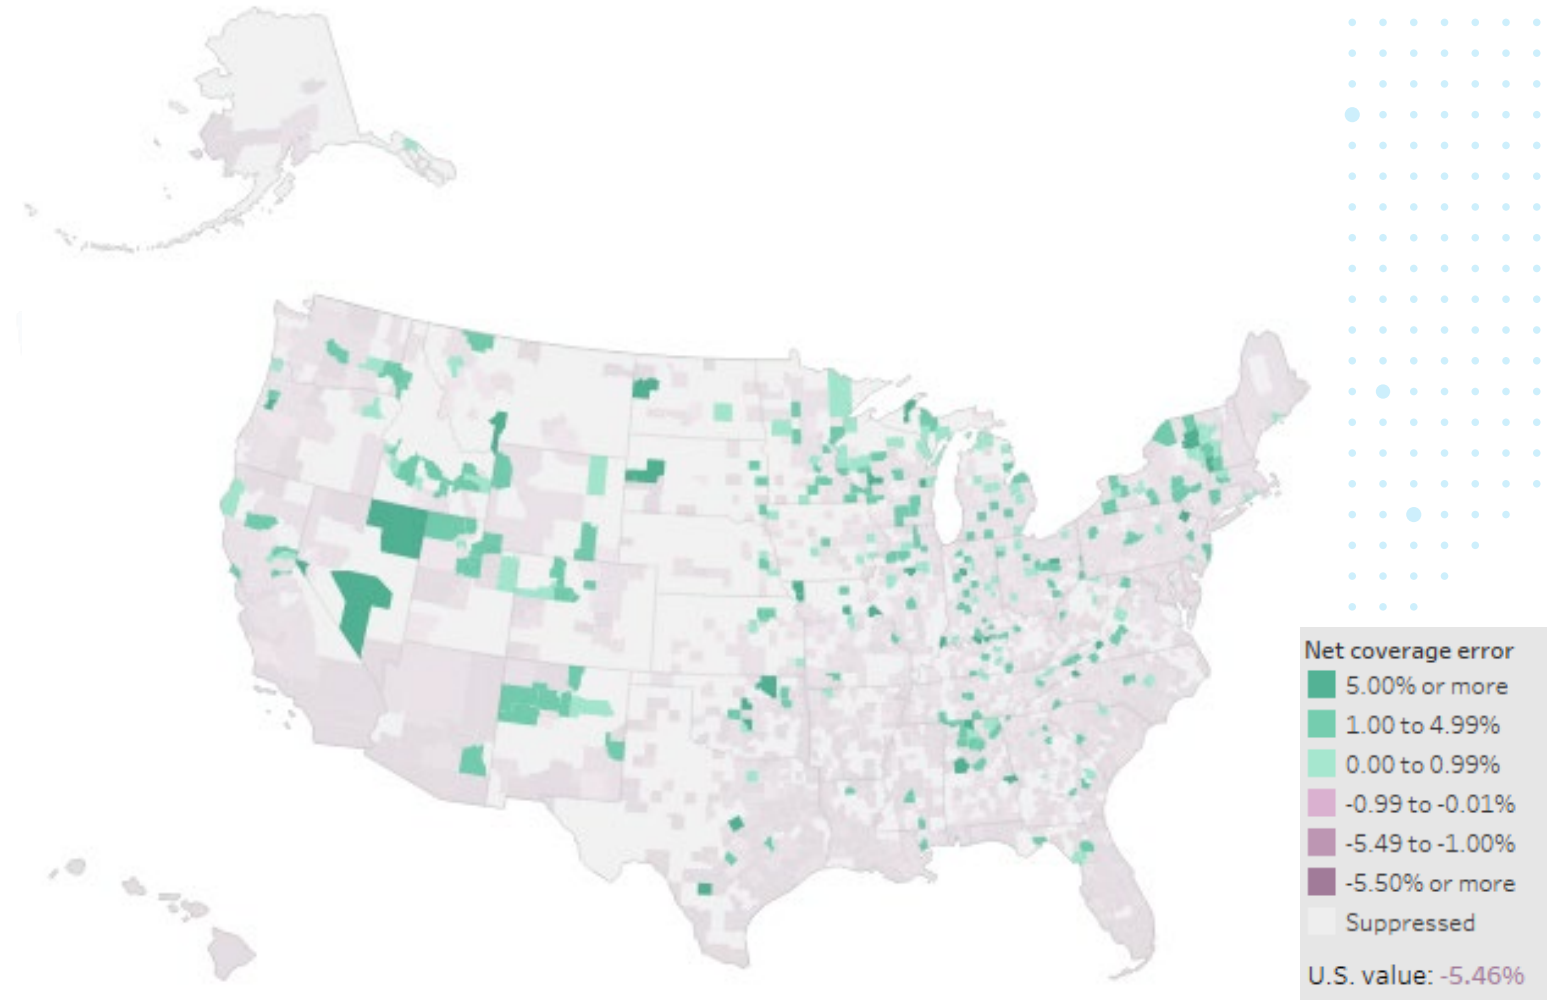 Net coverage error
5.00% or more
1.00 to 4.99%
0.00 to 0.99%
-0.99 to -0.01%
-5.49 to -1.00%
-5.50% or more
Suppressed
U.S. value: -5.46%